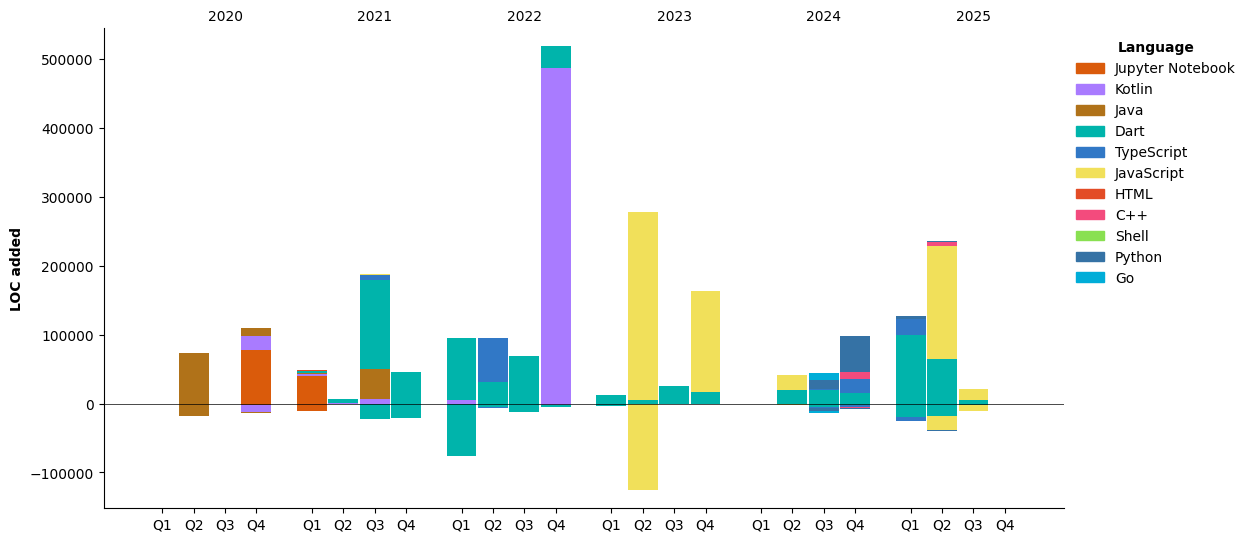 2020 2021 2022 2023 2024 2025
Language
Jupyter Notebook
Kotlin
Java
Dart
TypeScript
JavaScript
HTML
C++
Shell
Python
Go
LOC added
500000
400000
300000
200000
100000
0
−100000
Q1 Q2 Q3 Q4 Q1 Q2 Q3 Q4 Q1 Q2 Q3 Q4 Q1 Q2 Q3 Q4 Q1 Q2 Q3 Q4 Q1 Q2 Q3 Q4